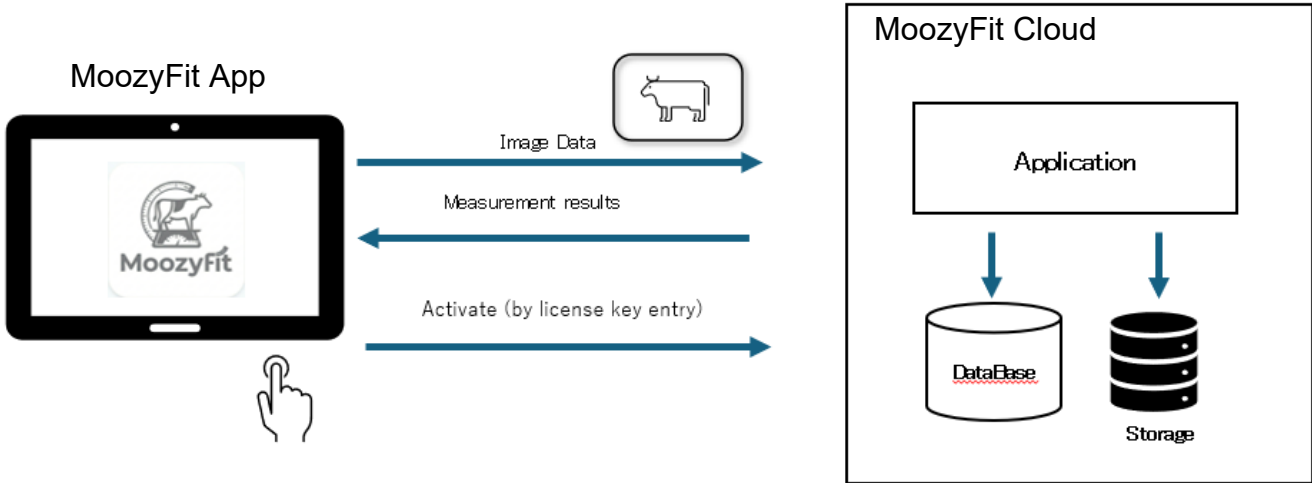 MoozyFit Cloud
MoozyFit App
Image Data
Application
Measurement results
MoozyFit
Activate (by license key entry)
DataBase
Storage